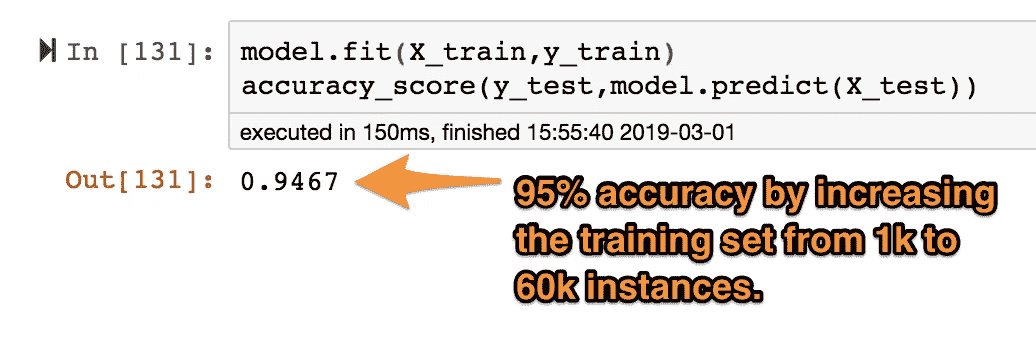 In [131]: model.fit(X_train,y_train)
accuracy_score(y_test,model.predict(X_test))
executed in 150ms, finished 15:55:40 2019-03-01
Out[131]: 0.9467
95% accuracy by increasing
the training set from 1k to
60k instances.